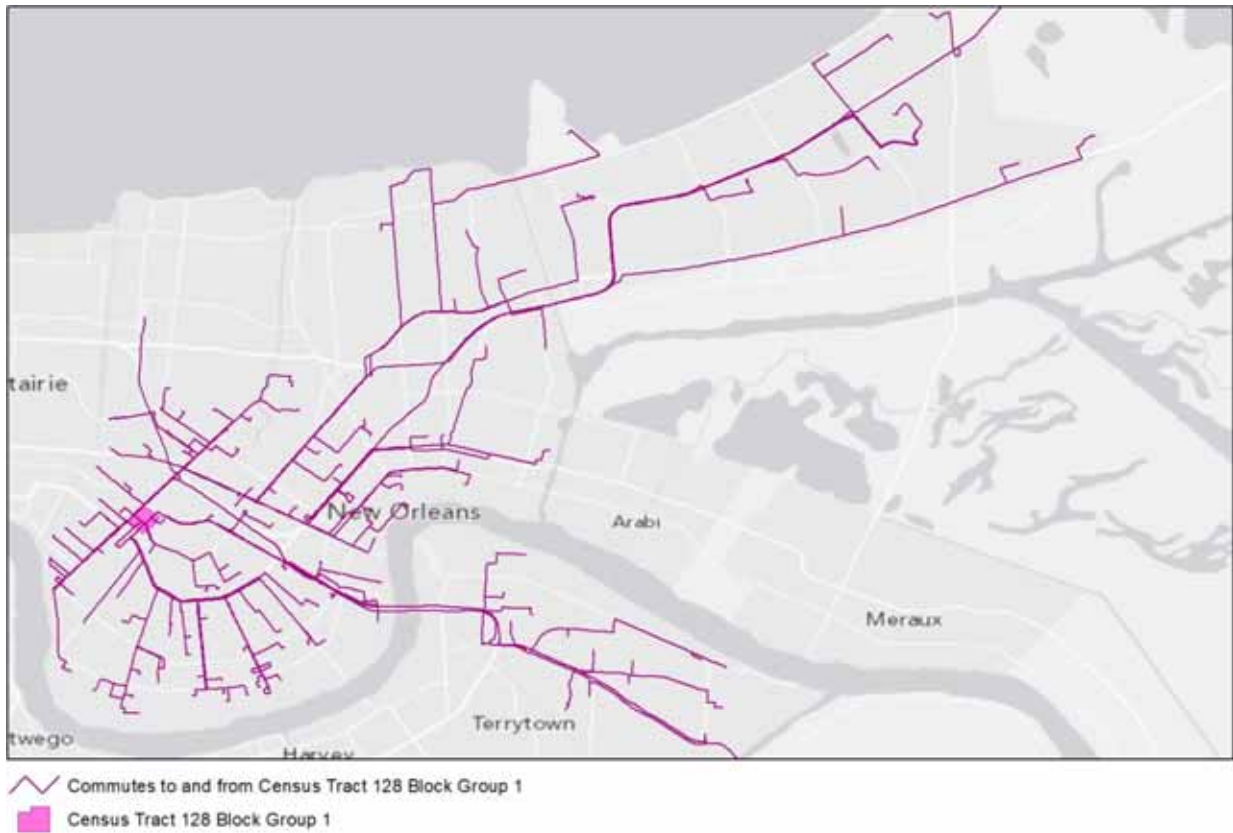 tairie
New Orleans
Arabi
Meraux
Terrytown
twego
Harvey
Commutes to and from Census Tract 128 Block Group 1
Census Tract 128 Block Group 1